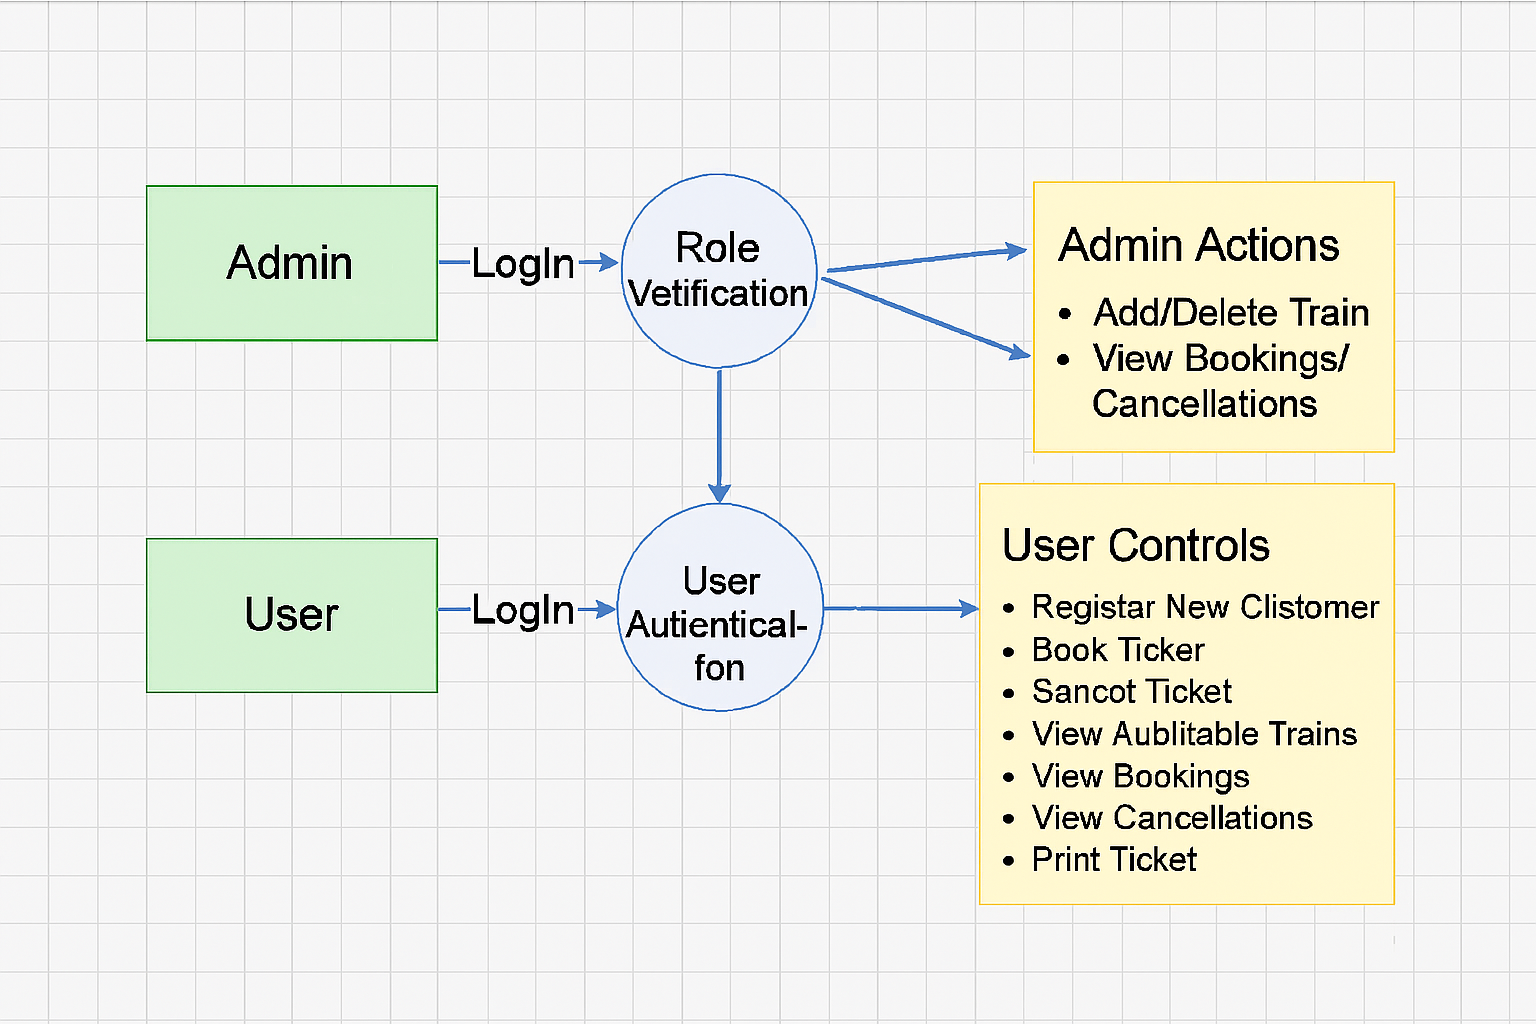 Admin
LogIn
Role
Vetification
Admin Actions
• Add/Delete Train
• View Bookings/
Cancellations
User
LogIn
User
Autientical-
fon
User Controls
• Registar New Clistomer
• Book Ticker
• Sancot Ticket
• View Aublitable Trains
• View Bookings
• View Cancellations
• Print Ticket